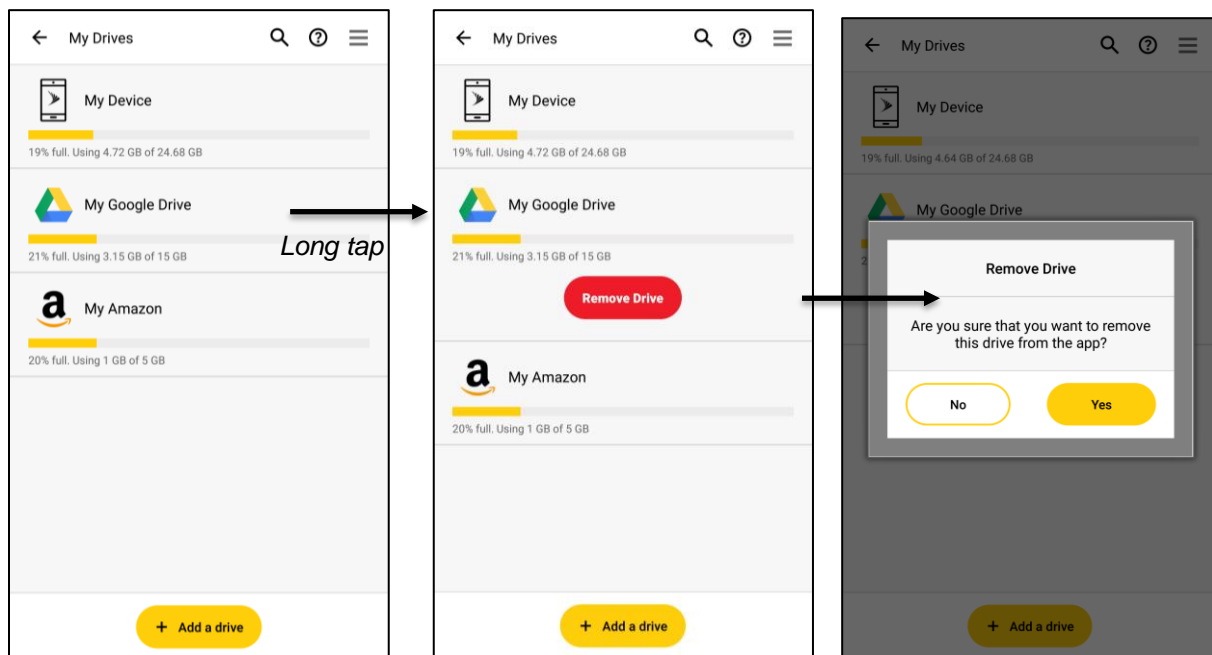 My Drives
My Device
19% full. Using 4.72 GB of 24.68 GB
My Google Drive
21% full. Using 3.15 GB of 15 GB
My Amazon
20% full. Using 1 GB of 5 GB
+ Add a drive
Long tap
My Drives
My Device
19% full. Using 4.72 GB of 24.68 GB
My Google Drive
21% full. Using 3.15 GB of 15 GB
Remove Drive
My Amazon
20% full. Using 1 GB of 5 GB
+ Add a drive
My Drives
My Device
19% full. Using 4.64 GB of 24.68 GB
My Google Drive
2
Remove Drive
Are you sure that you want to remove
this drive from the app?
No
Yes
+ Add a drive